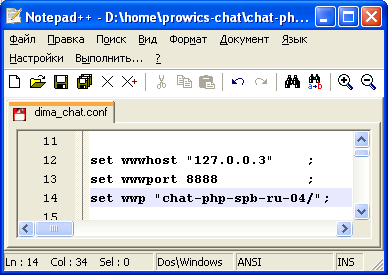 Notepad++ - D:\home\prowics-chat\chat-ph...
Файл Правка Поиск Вид Формат Документ Язык
Настройки Выполнить... ?
dima_chat.conf
11
12 set wwwhost "127.0.0.3" ;
13 set wwwport 8888 ;
14 set wwp "chat-php-spb-ru-04/";
15
Ln : 14 Col : 34 Sel : 0 Dos\Windows ANSI INS